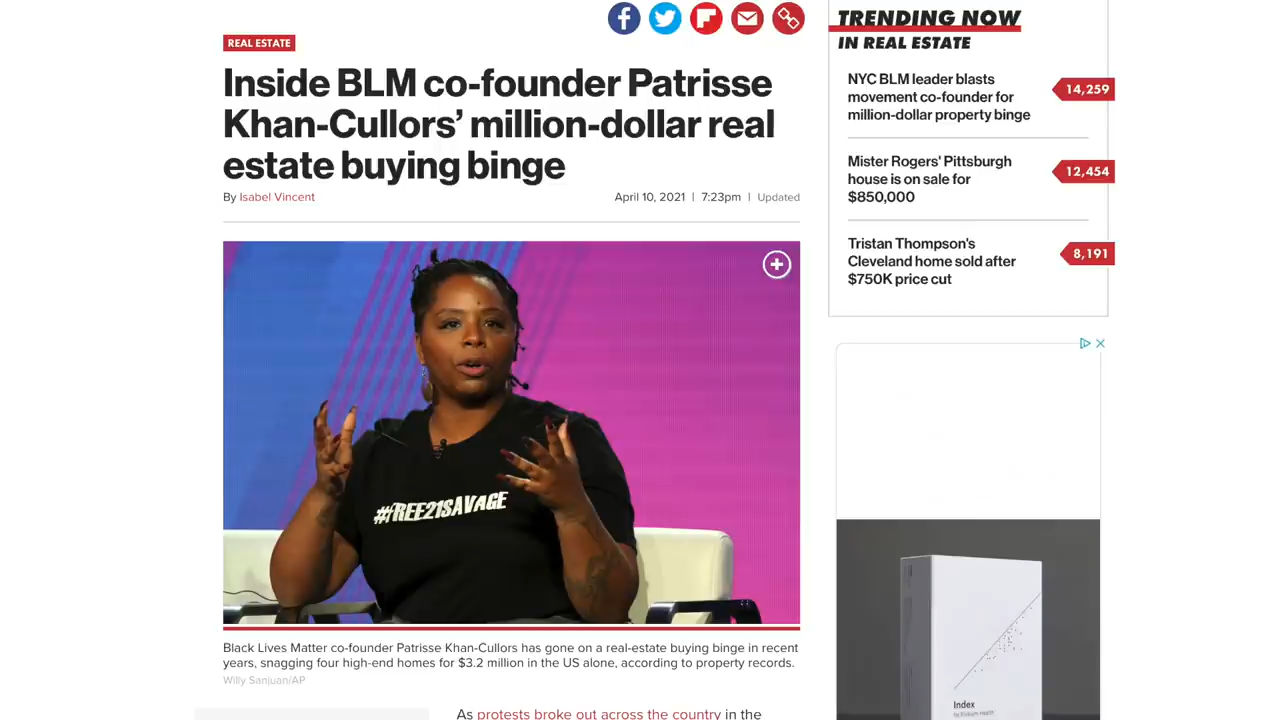 REAL ESTATE
Inside BLM co-founder Patrisse
Khan-Cullors' million-dollar real
estate buying binge
By Isabel Vincent
April 10, 2021 | 7:23pm | Updated
#FREE21SAVAGE
Black Lives Matter co-founder Patrisse Khan-Cullors has gone on a real-estate buying binge in recent
years, snagging four high-end homes for $3.2 million in the US alone, according to property records.
Willy Sanjuan/AP
As protests broke out across the country in the
TRENDING NOW
IN REAL ESTATE
NYC BLM leader blasts
movement co-founder for
million-dollar property binge
14,259
Mister Rogers' Pittsburgh
house is on sale for
$850,000
12,454
Tristan Thompson's
Cleveland home sold after
$750K price cut
8,191
Index